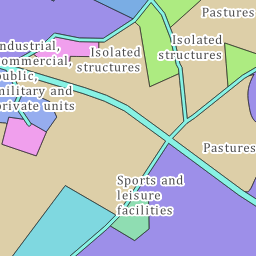 Pastures
Isolated
structures
Isolated
structures
industrial,
commercial,
public,
military and
private units
Pastures
Sports and
leisure
facilities